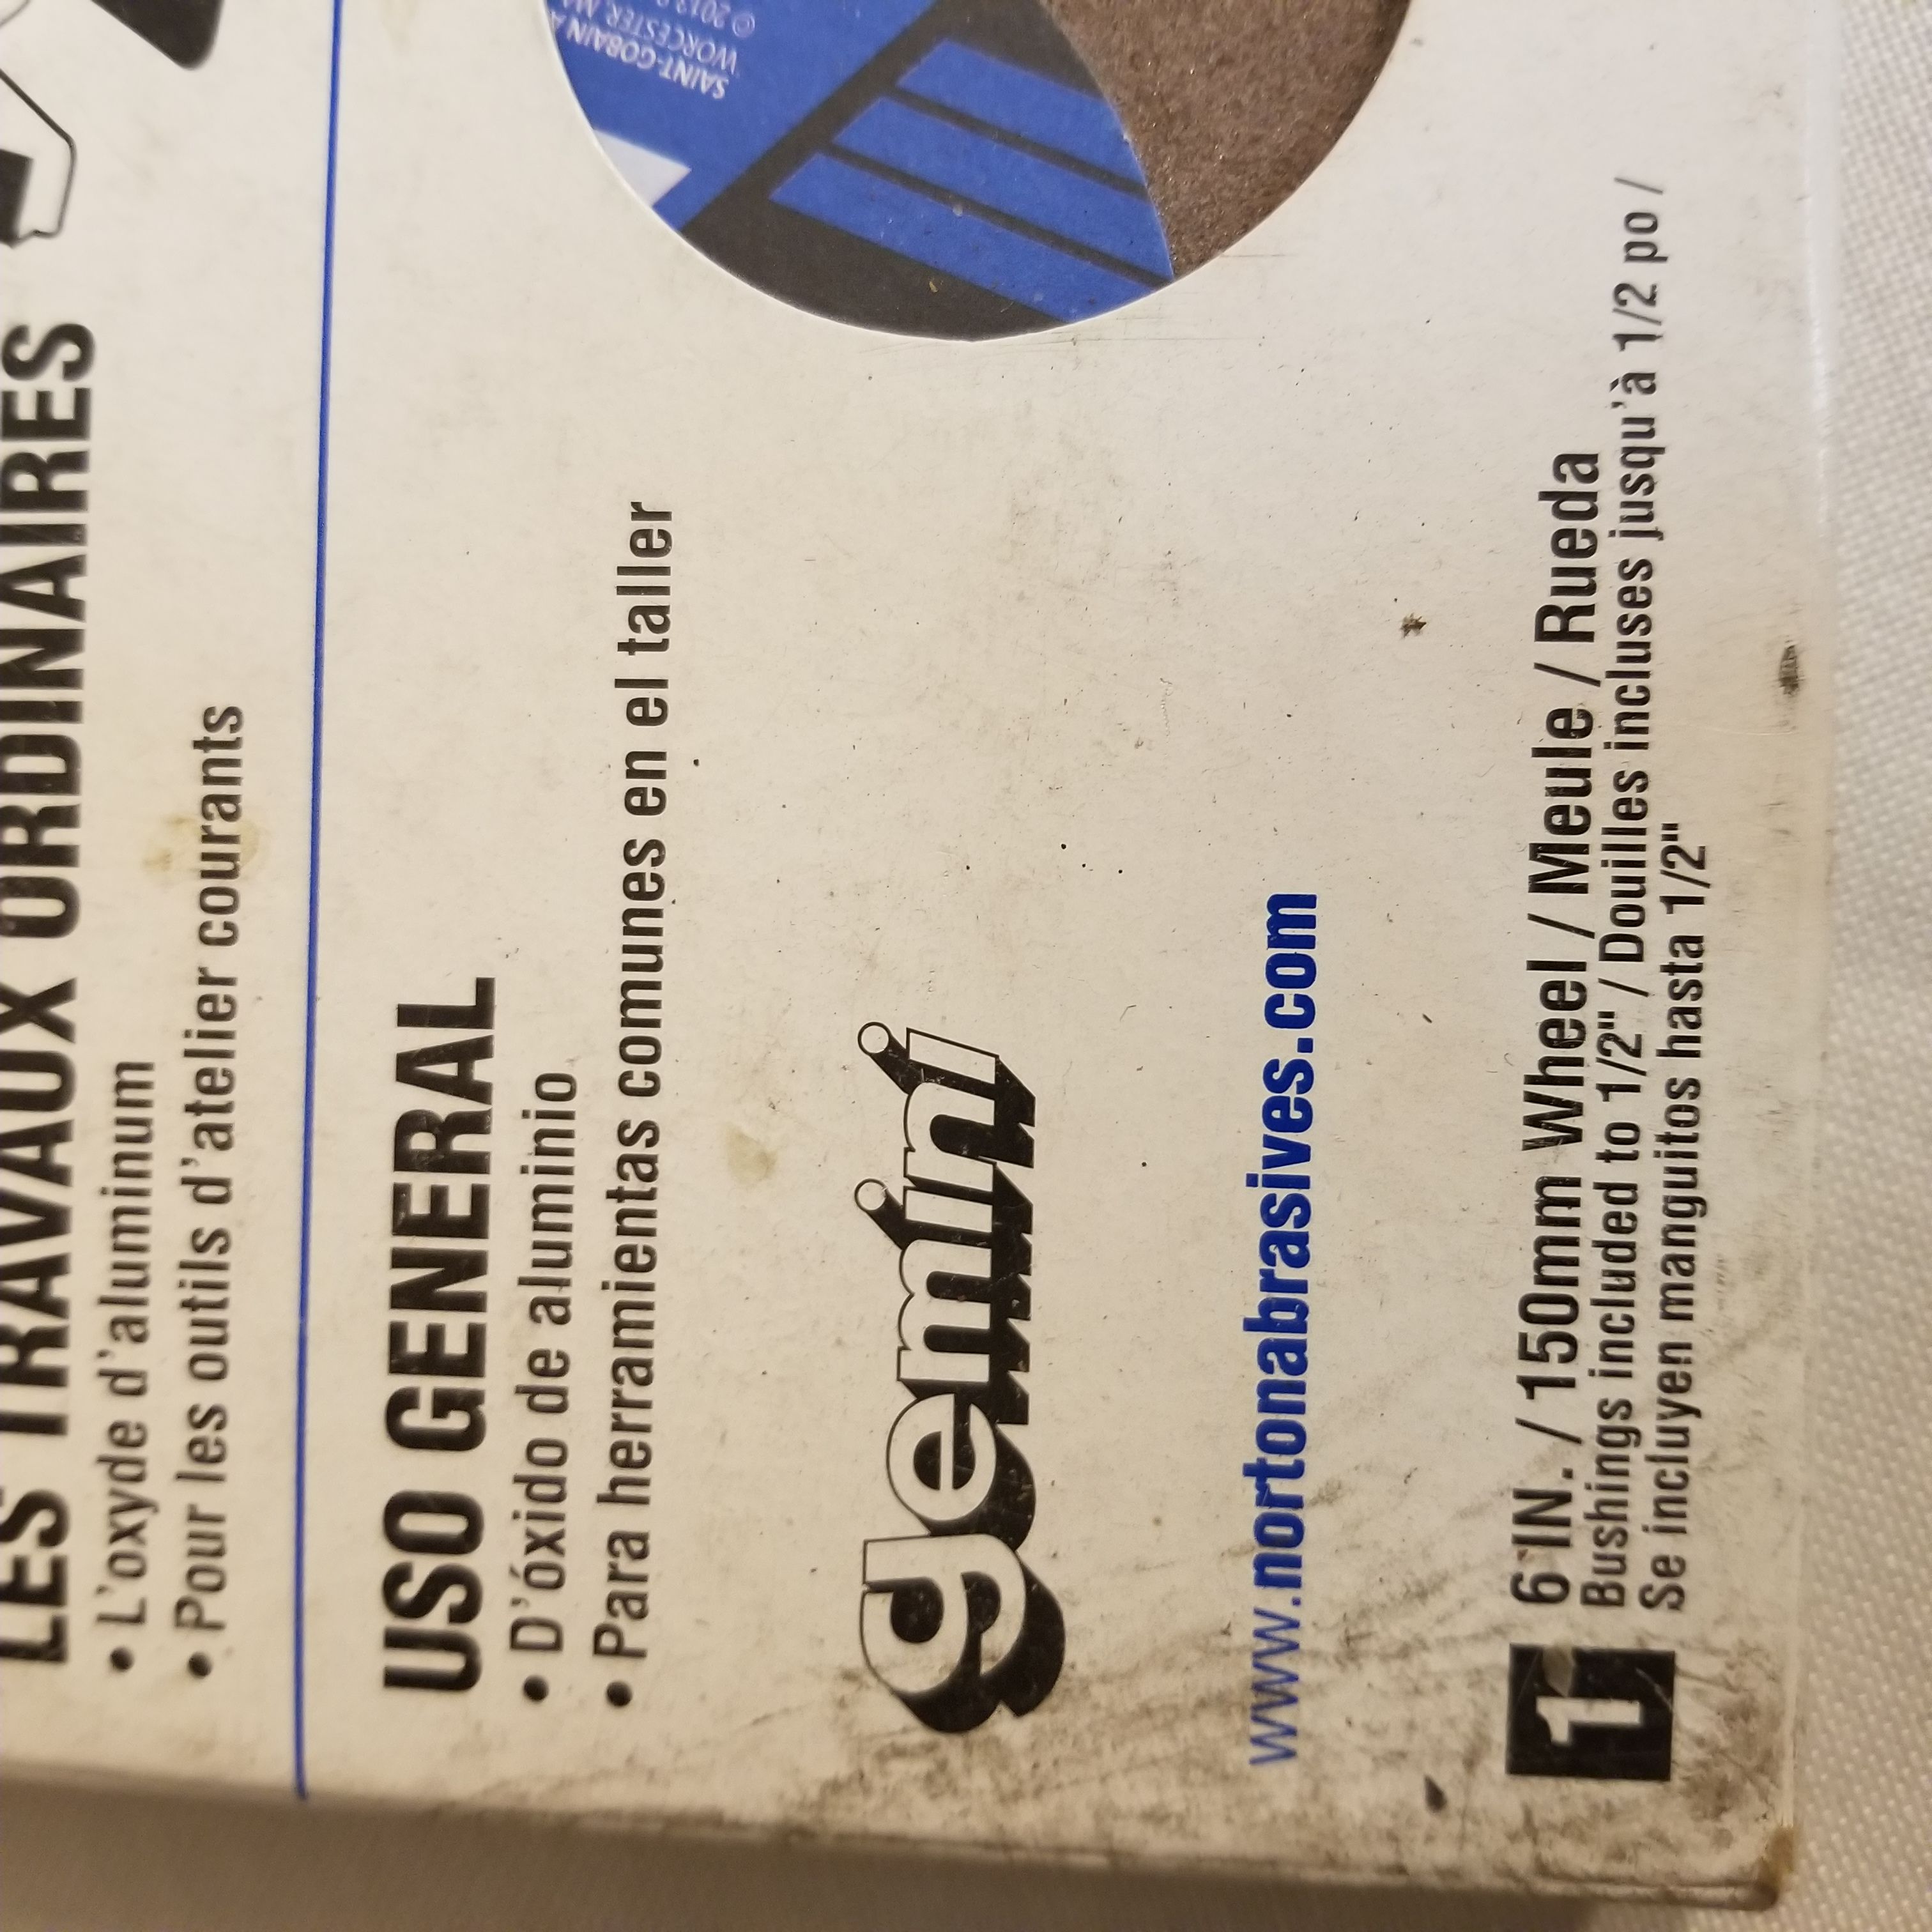 LES TRAVAUX ORDINAIRES
• L'oxyde d'aluminum
• Pour les outils d'atelier courants
USO GENERAL
• D'óxido de aluminio
• Para herramientas comunes en el taller
gemini
www.nortonabrasives.com
1
6 IN. / 150mm Wheel / Meule / Rueda
Bushings included to 1/2" / Douilles incluses jusqu'à 1/2 po /
Se incluyen manguitos hasta 1/2"
SAINT-GOBAIN
WORCESTER, MA
©